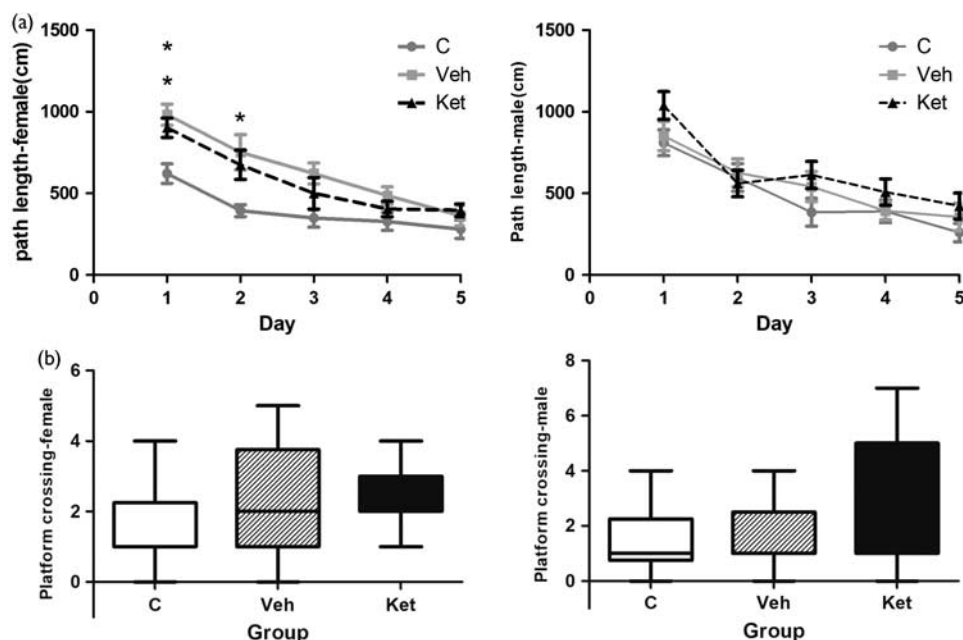 (a)
1500
1000
500
0
path length-female(cm)
*
*
*
C
Veh
Ket
0 1 2 3 4 5
Day
1500
1000
500
0
Path length-male(cm)
C
Veh
Ket
0 1 2 3 4 5
Day
(b)
6
4
2
0
Platform crossing-female
C Veh Ket
Group
8
6
4
2
0
Platform crossing-male
C Veh Ket
Group